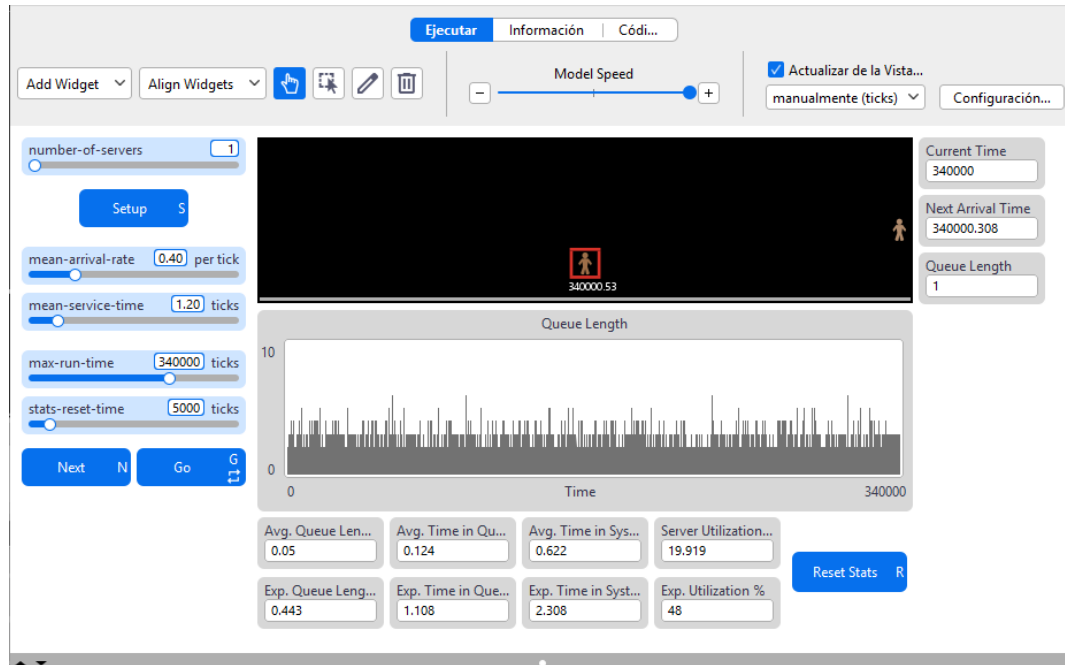 Ejecutar Información Códi...
Add Widget Align Widgets
Model Speed
- +
Actualizar de la Vista...
manualmente (ticks) Configuración...
number-of-servers 1
Setup S
mean-arrival-rate 0.40 per tick
mean-service-time 1.20 ticks
max-run-time 340000 ticks
stats-reset-time 5000 ticks
Next N Go G
340000.53
Current Time
340000
Next Arrival Time
340000.308
Queue Length
1
Queue Length
10
0
0 Time 340000
Avg. Queue Len... Avg. Time in Qu... Avg. Time in Sys... Server Utilization...
0.05 0.124 0.622 19.919
Exp. Queue Leng... Exp. Time in Que... Exp. Time in Syst... Exp. Utilization %
0.443 1.108 2.308 48
Reset Stats R